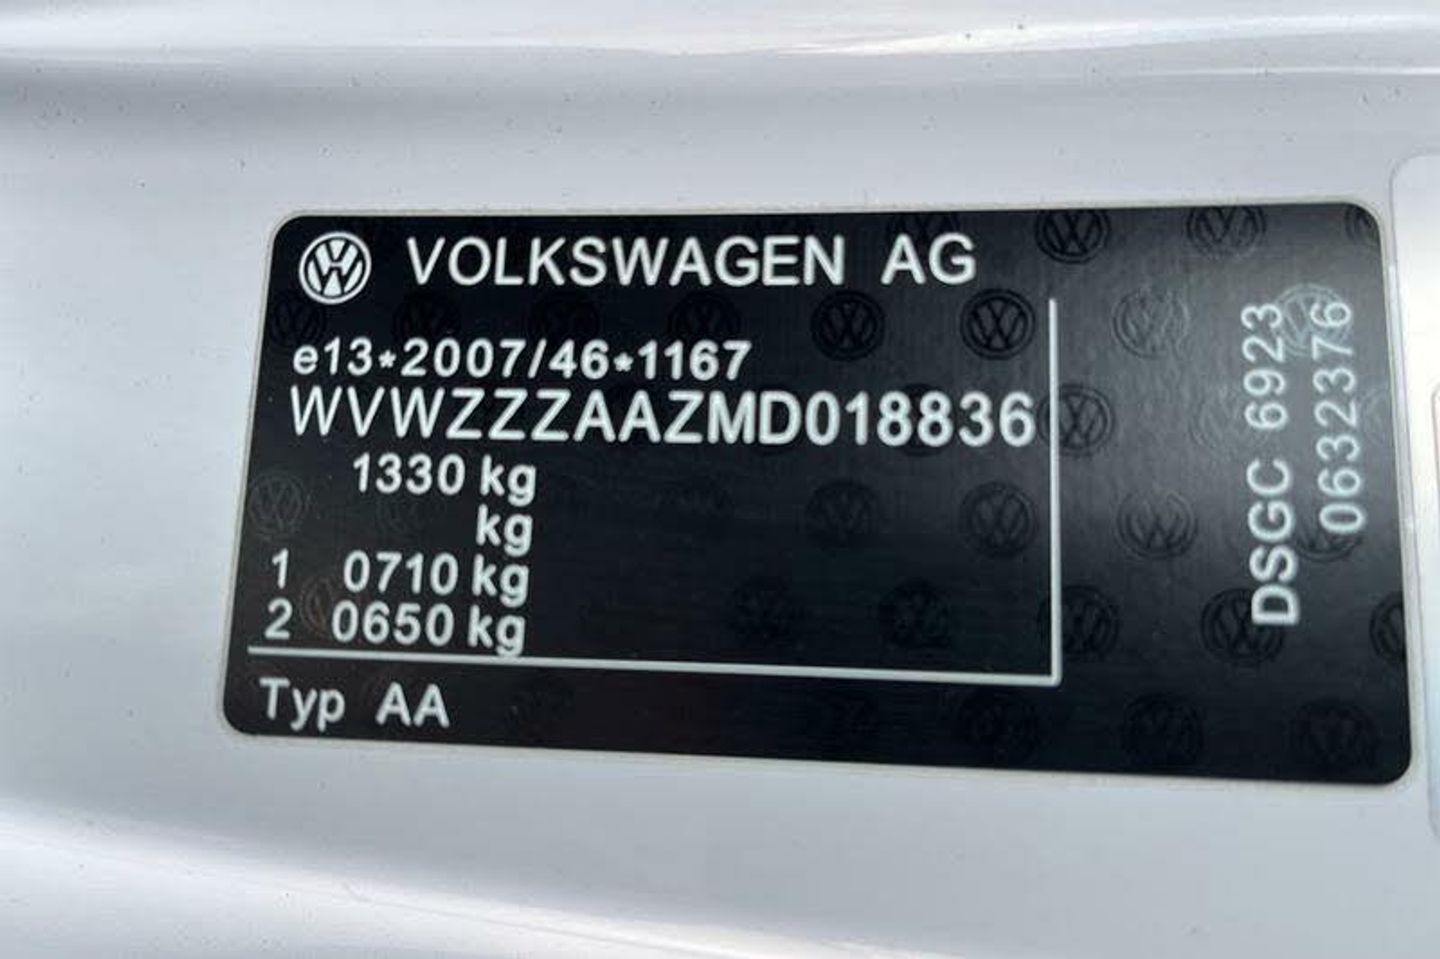 VOLKSWAGEN AG
e13*2007/46*1167
WVWZZZAAZMD018836
1330 kg
kg
1 0710 kg
2 0650 kg
Typ AA
DSGC 6923
06323376